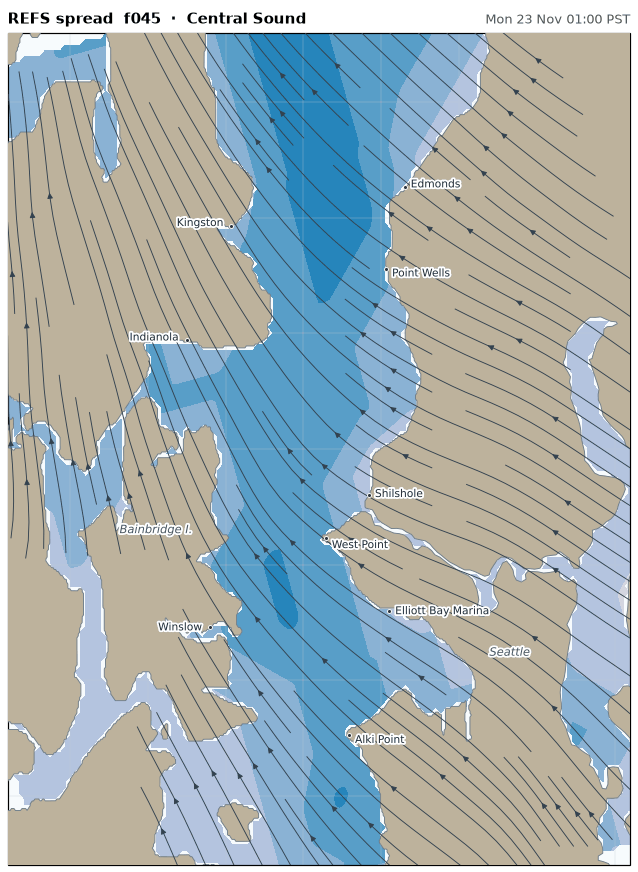 REFS spread f045 · Central Sound
Mon 23 Nov 01:00 PST
Edmonds
Kingston
Point Wells
Indianola
Shilshole
Bainbridge I.
West Point
Elliott Bay Marina
Winslow
Seattle
Alki Point